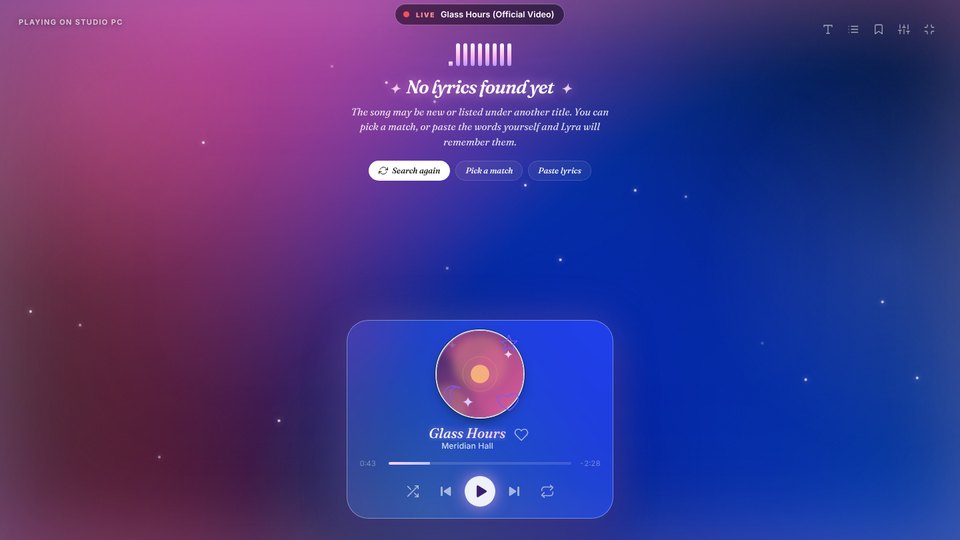 PLAYING ON STUDIO PC
LIVE Glass Hours (Official Video)
No lyrics found yet
The song may be new or listed under another title. You can
pick a match, or paste the words yourself and Lyra will
remember them.
Search again
Pick a match
Paste lyrics
Glass Hours
Meridian Hall
0:43
-2:28